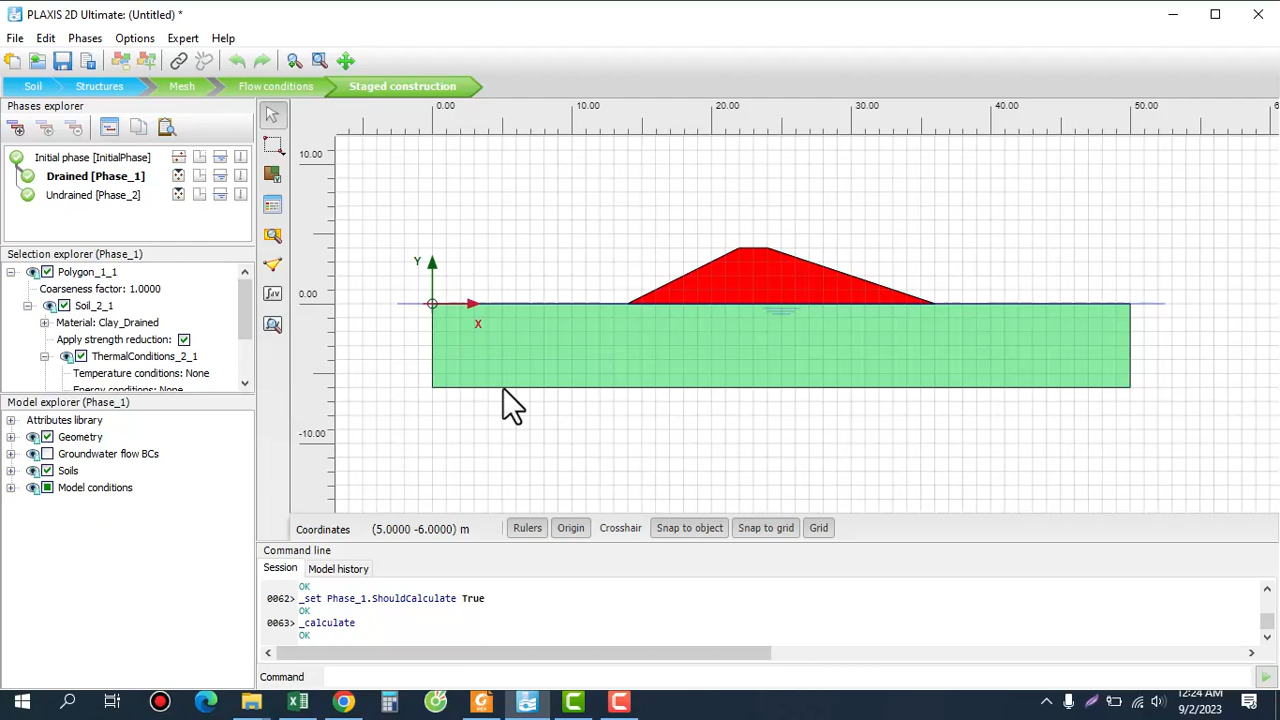 PLAXIS 2D Ultimate: (Untitled) *
File Edit Phases Options Expert Help
Soil Structures Mesh Flow conditions Staged construction
Phases explorer
Initial phase [InitialPhase]
Drained [Phase_1]
Undrained [Phase_2]
Selection explorer (Phase_1)
Polygon_1_1
Coarseness factor: 1.0000
Soil_2_1
Material: Clay_Drained
Apply strength reduction:
ThermalConditions_2_1
Temperature conditions: None
Energy conditions: None
Model explorer (Phase_1)
Attributes library
Geometry
Groundwater flow BCs
Soils
Model conditions
0.00 10.00 20.00 30.00 40.00 50.00
10.00
0.00
-10.00
Y
X
Coordinates (5.0000 -6.0000) m Rulers Origin Crosshair Snap to object Snap to grid Grid
Command line
Session Model history
OK
0062> _set Phase_1.ShouldCalculate True
OK
0063> _calculate
OK
Command
12:24 AM
9/2/2023